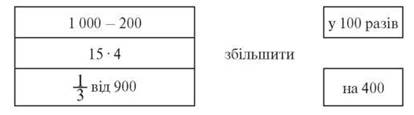 1 000 – 200
15 · 4
1/3 від 900
збільшити
у 100 разів
на 400